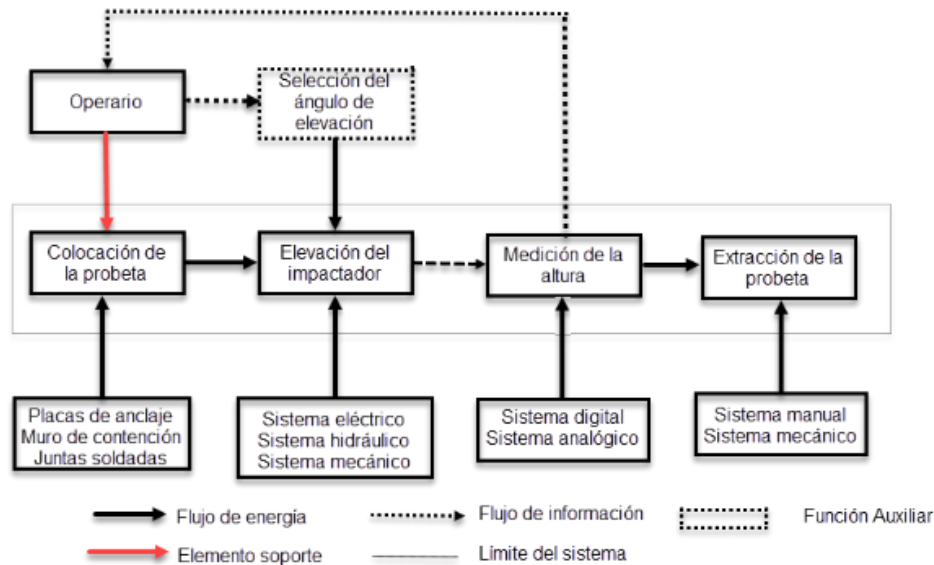 Operario
Selección del
ángulo de
elevación
Colocación de
la probeta
Elevación del
impactador
Medición de la
altura
Extracción de la
probeta
Placas de anclaje
Muro de contención
Juntas soldadas
Sistema eléctrico
Sistema hidráulico
Sistema mecánico
Sistema digital
Sistema analógico
Sistema manual
Sistema mecánico
Flujo de energía
Flujo de información
Función Auxiliar
Elemento soporte
Límite del sistema